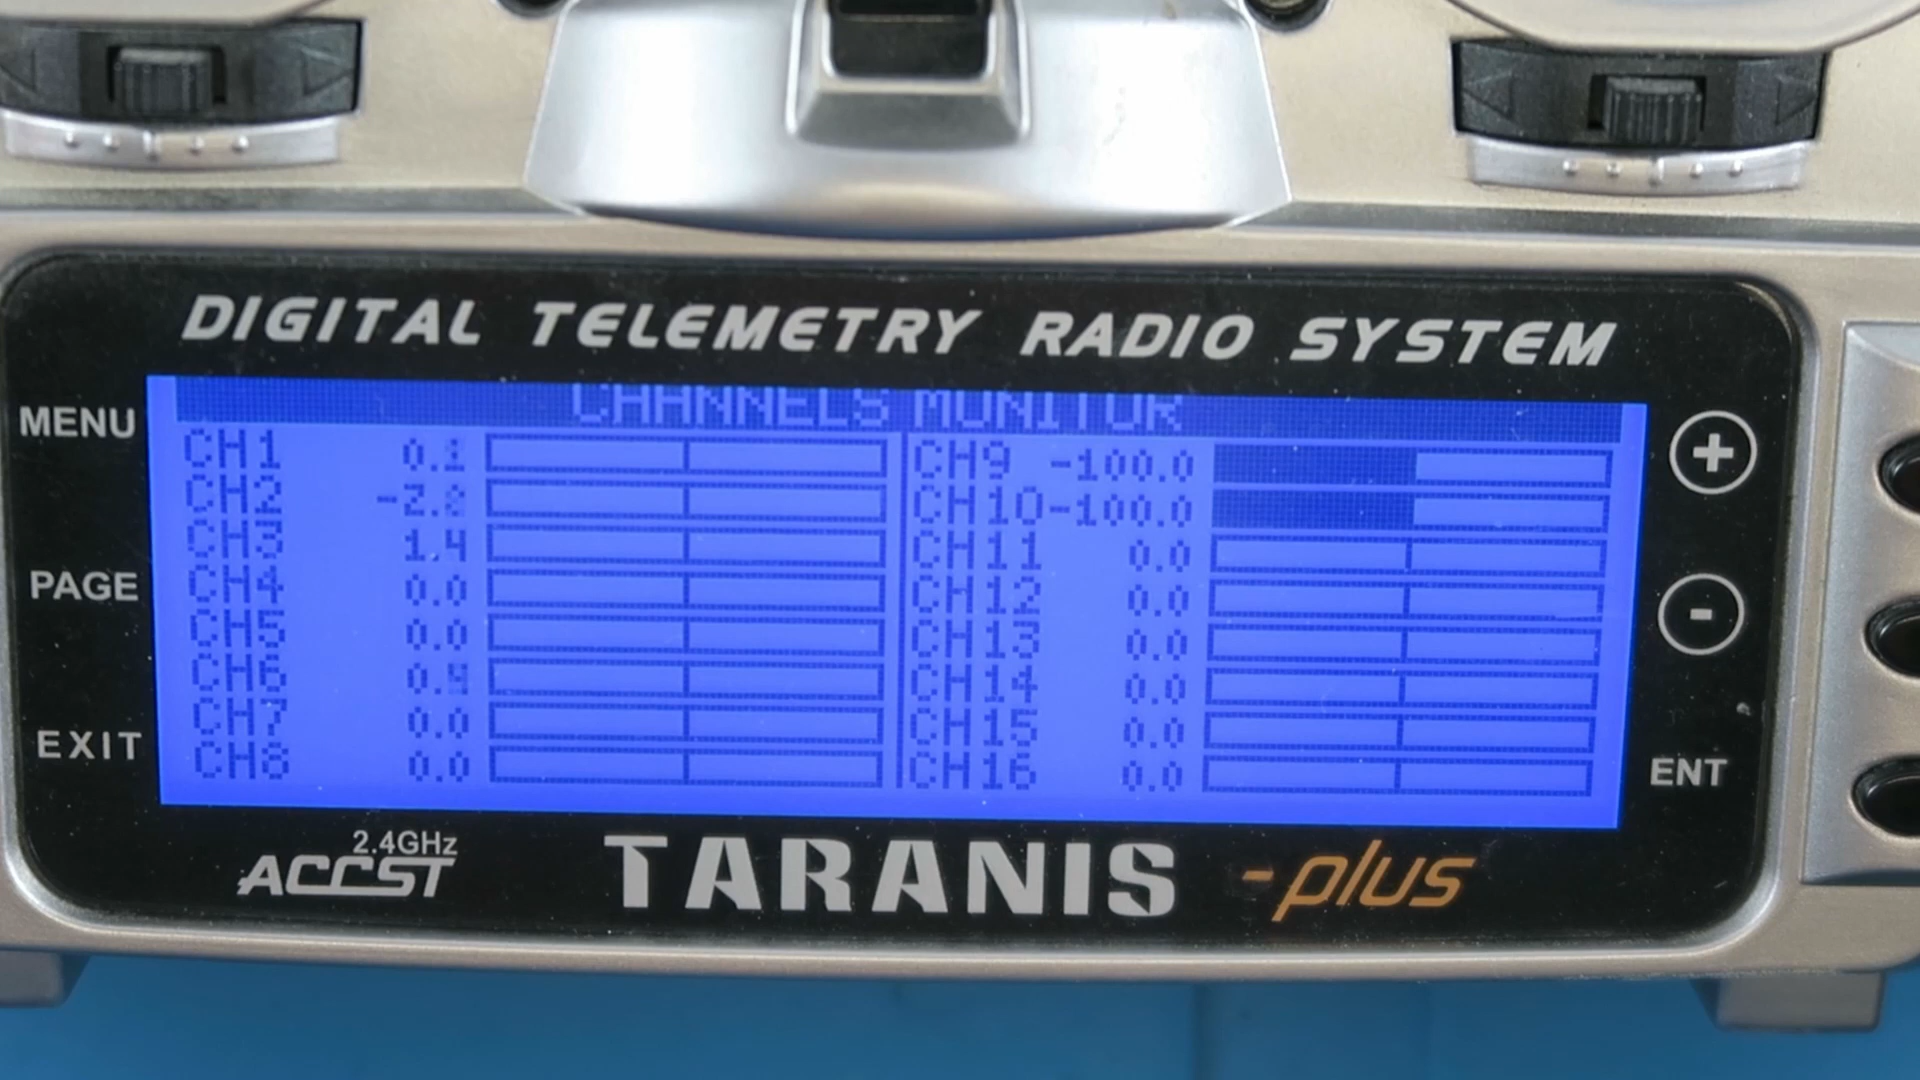 DIGITAL TELEMETRY RADIO SYSTEM
MENU
PAGE
EXIT
CHANNELS MONITOR
CH1 0.1
CH2
CH3 1.4
CH4 0.0
CH5 0.0
CH6
CH7 0.0
CH8 0.0
CH9 -100.0
CH10-100.0
CH11 0.0
CH12 0.0
CH13 0.0
CH14 0.0
CH15 0.0
CH16 0.0
+
-
ENT
2.4GHz
ACCST
TARANIS -plus